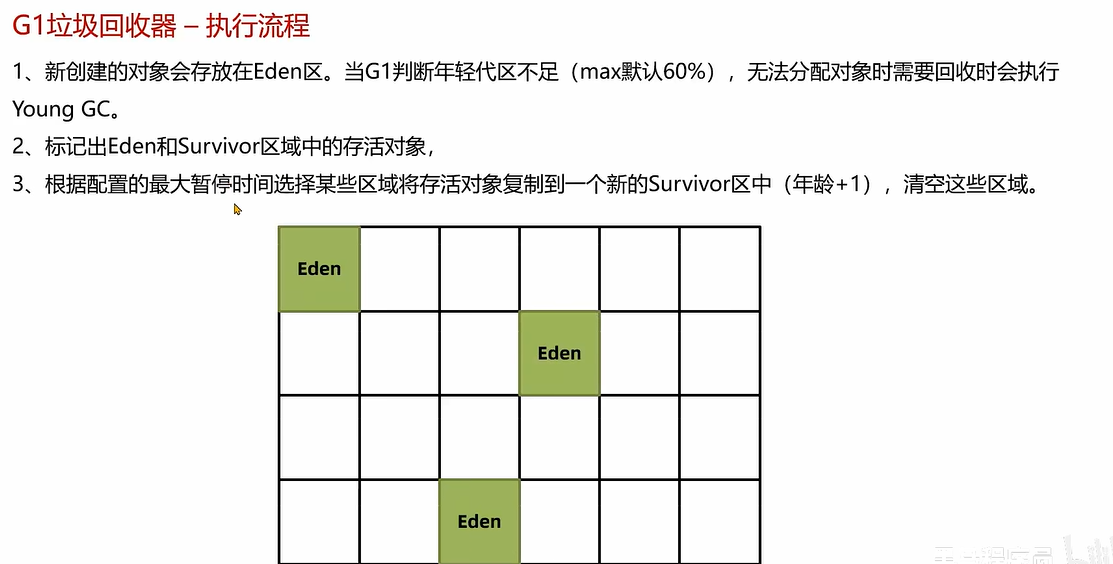 G1垃圾回收器 – 执行流程
1、新创建的对象会存放在Eden区。当G1判断年轻代区不足（max默认60%），无法分配对象时需要回收时会执行
Young GC。
2、标记出Eden和Survivor区域中的存活对象，
3、根据配置的最大暂停时间选择某些区域将存活对象复制到一个新的Survivor区中（年龄+1），清空这些区域。
Eden
Eden
Eden